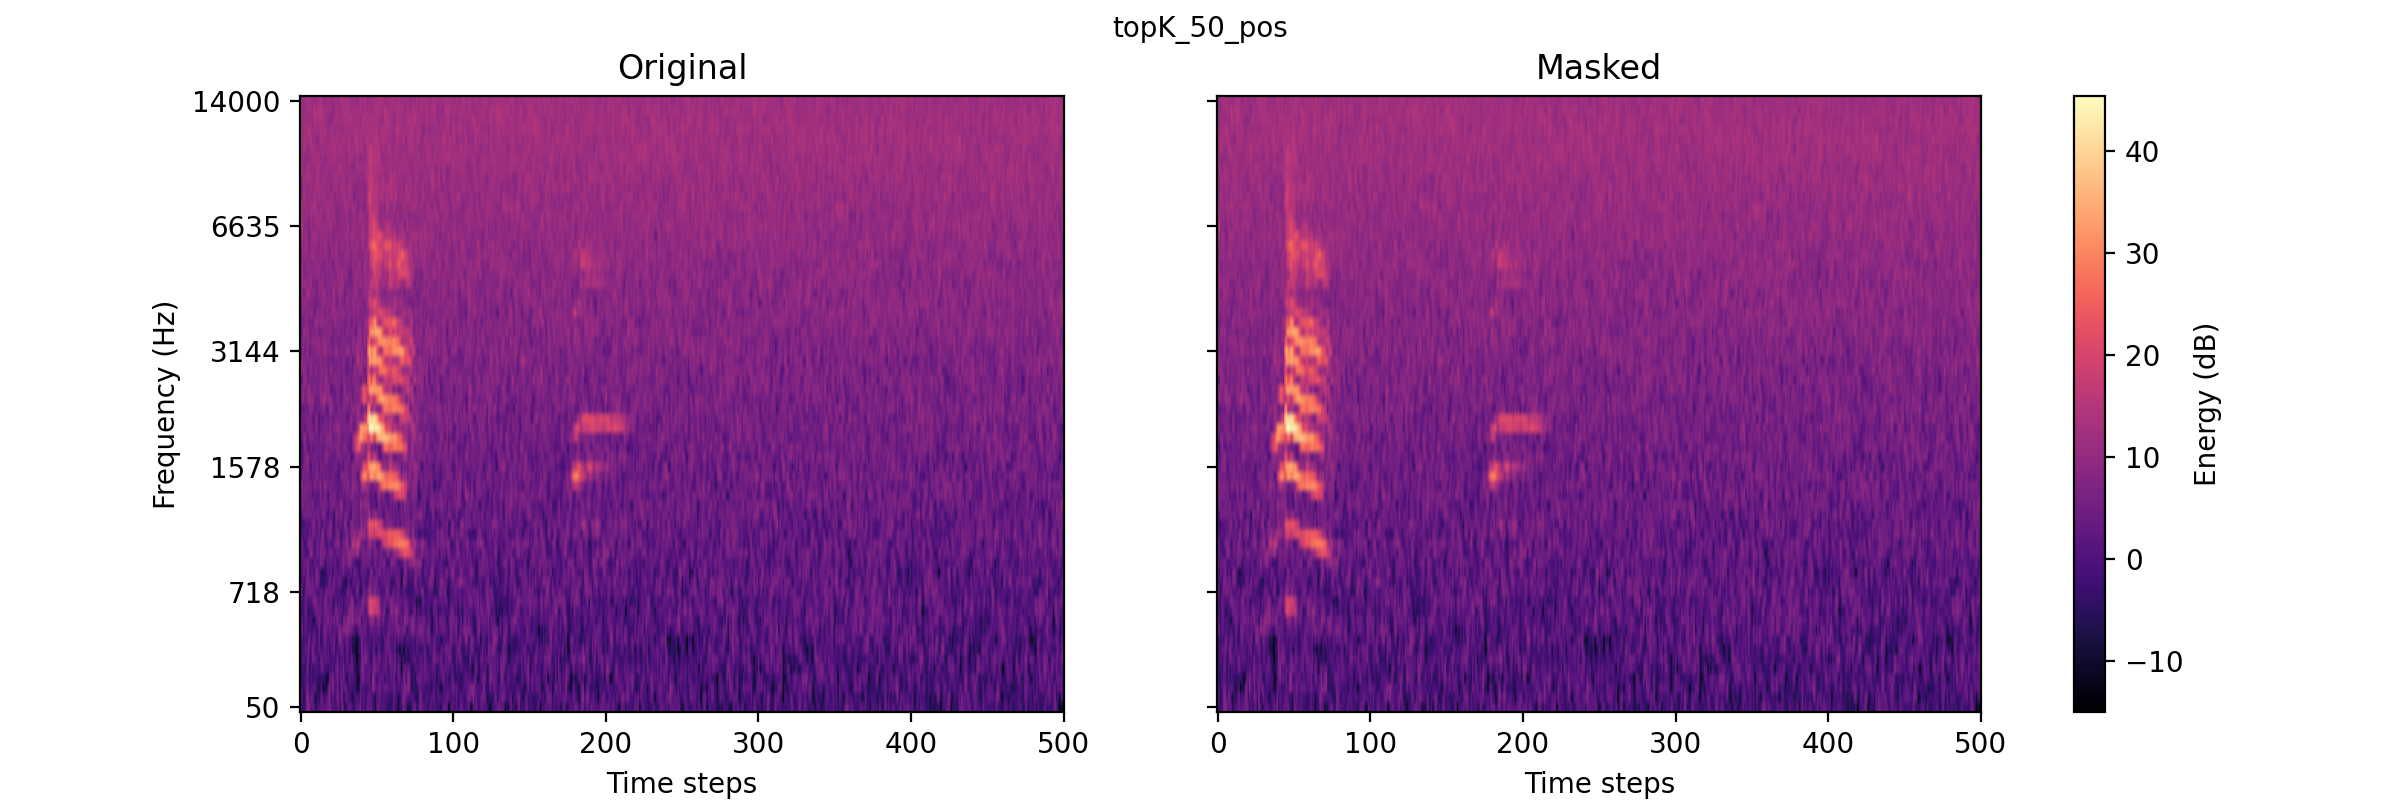 topK_50_pos
Original
Masked
14000
6635
3144
1578
718
50
Frequency (Hz)
0 100 200 300 400 500
Time steps
0 100 200 300 400 500
Time steps
40
30
20
10
0
−10
Energy (dB)